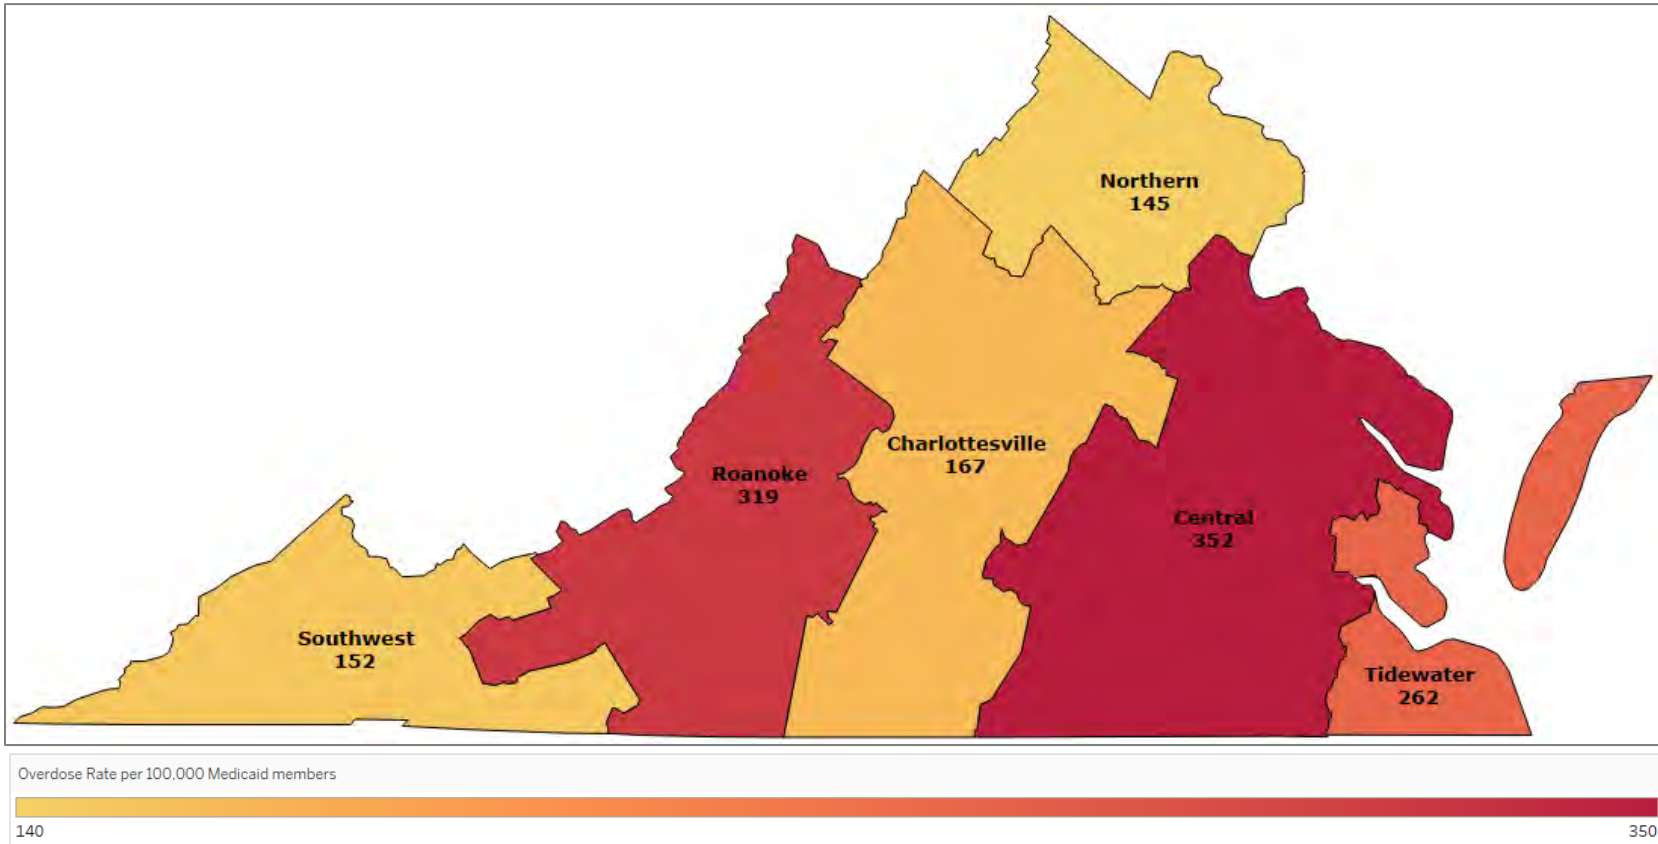 Northern
145
Charlottesville
167
Roanoke
319
Central
352
Southwest
152
Tidewater
262
Overdose Rate per 100,000 Medicaid members
140
350